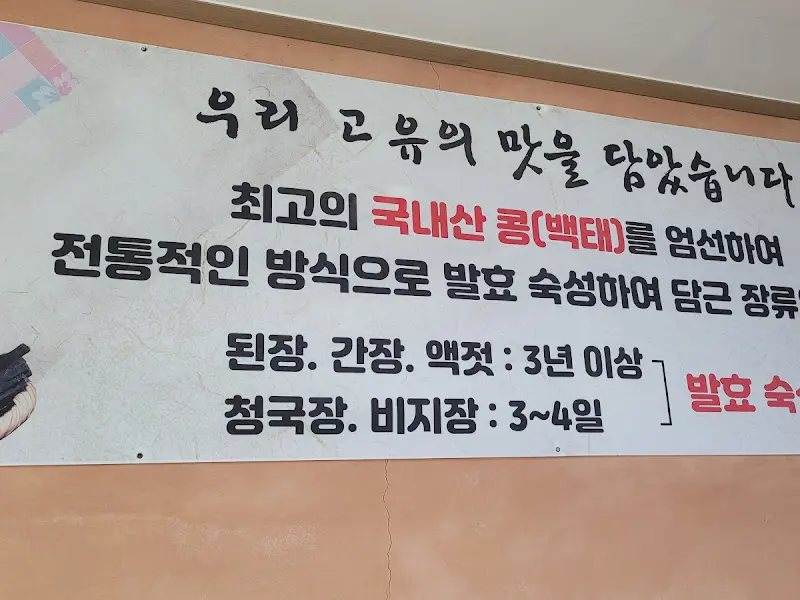 우리 고유의 맛을 담았습니다
최고의 국내산 콩(백태)를 엄선하여
전통적인 방식으로 발효 숙성하여 담근 장류
된장. 간장. 액젓 : 3년 이상
청국장. 비지장 : 3~4일
발효 숙